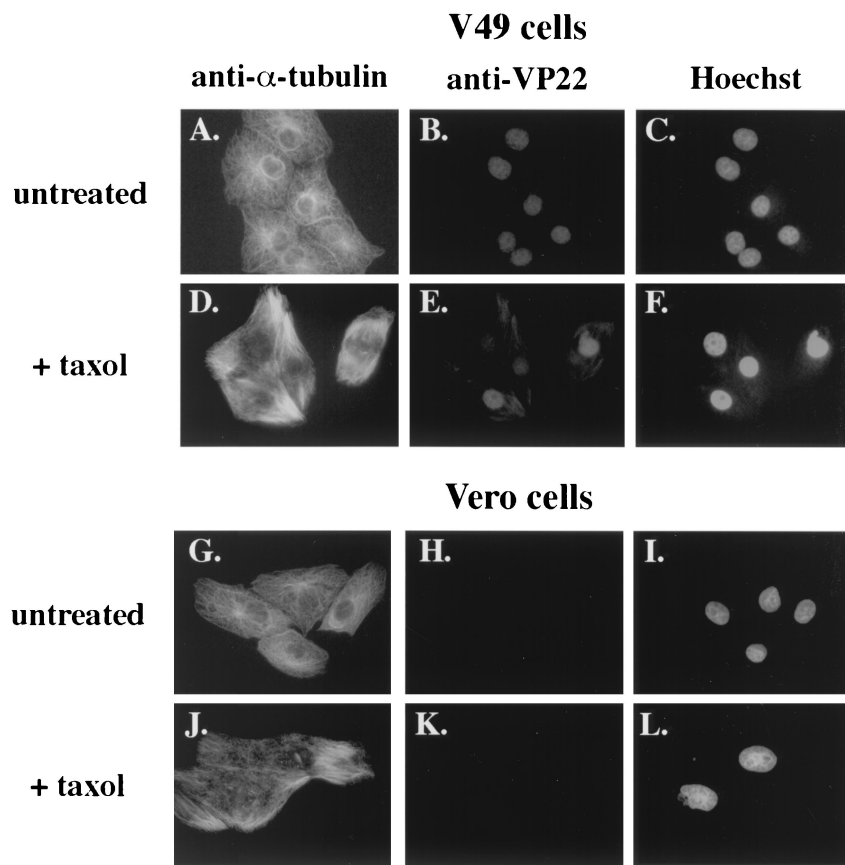 V49 cells
anti-α-tubulin anti-VP22 Hoechst
untreated A. B. C.
+ taxol D. E. F.
Vero cells
untreated G. H. I.
+ taxol J. K. L.